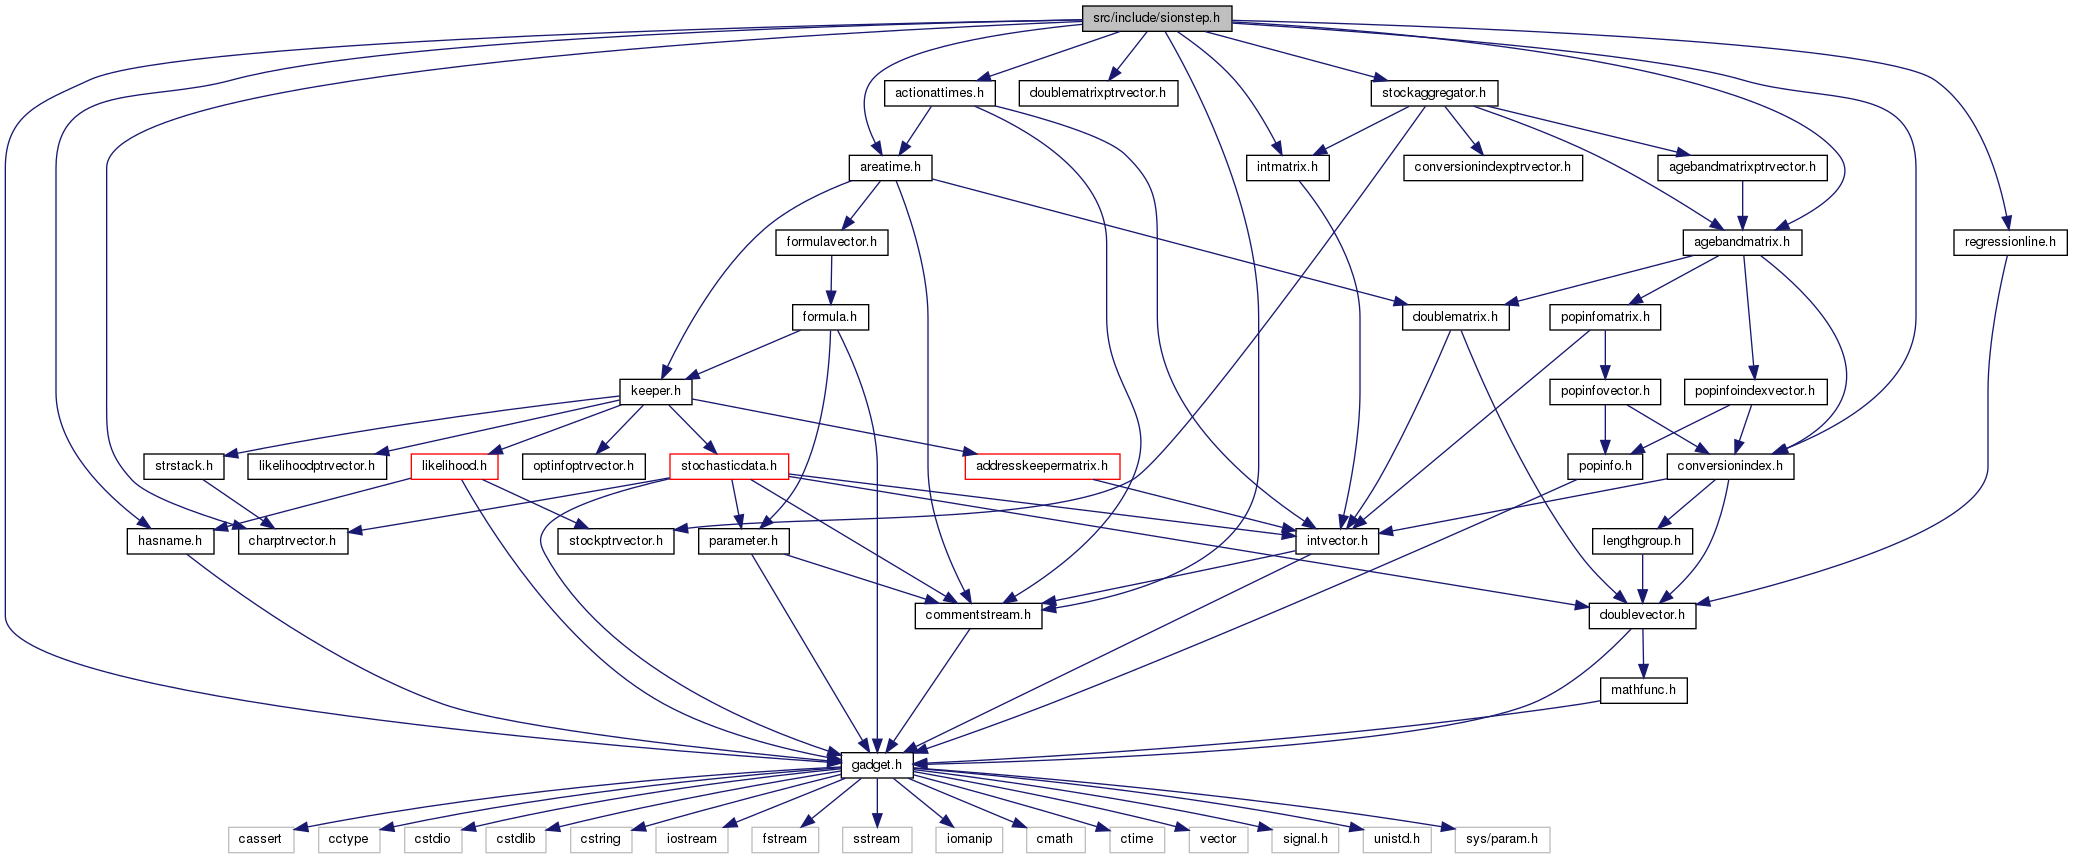 src/include/sionstep.h
actionattimes.h
doublematrixptrvector.h
stockaggregator.h
areatime.h
intmatrix.h
conversionindexptrvector.h
agebandmatrixptrvector.h
formulavector.h
agebandmatrix.h
regressionline.h
formula.h
doublematrix.h
popinfomatrix.h
keeper.h
popinfovector.h
popinfoindexvector.h
strstack.h
likelihoodptrvector.h
likelihood.h
optinfoptrvector.h
stochasticdata.h
addresskeepermatrix.h
popinfo.h
conversionindex.h
hasname.h
charptrvector.h
stockptrvector.h
parameter.h
intvector.h
lengthgroup.h
commentstream.h
doublevector.h
mathfunc.h
gadget.h
cassert
cctype
cstdio
cstdlib
cstring
iostream
fstream
sstream
iomanip
cmath
ctime
vector
signal.h
unistd.h
sys/param.h